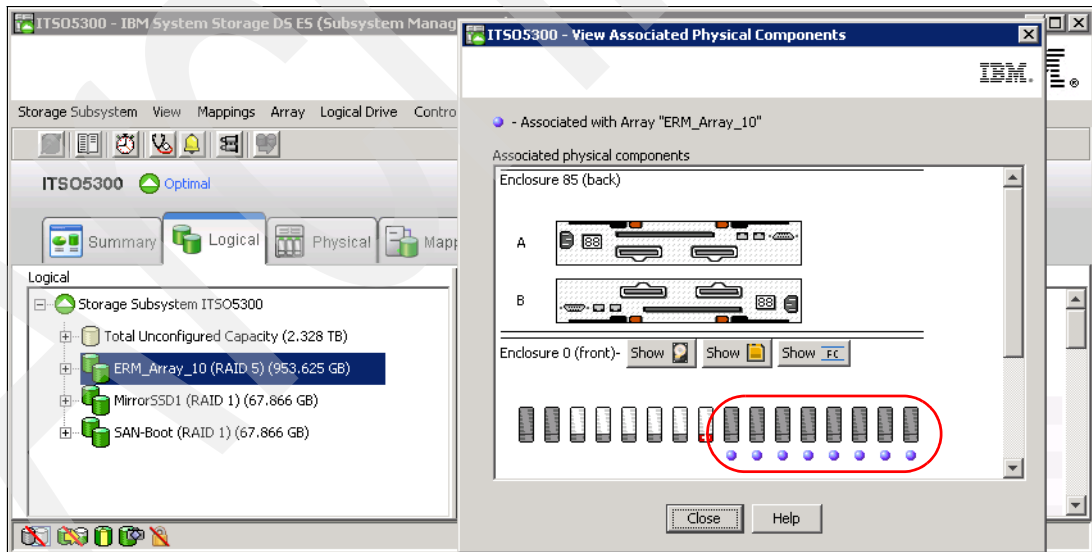 ITSO5300 - IBM System Storage DS ES (Subsystem Manag
ITSO5300 - View Associated Physical Components
IBM.
Storage Subsystem View Mappings Array Logical Drive Contro
- Associated with Array "ERM_Array_10"
Associated physical components
ITSO5300 Optimal
Enclosure 85 (back)
Summary Logical Physical Mapp
A 88
Logical
Storage Subsystem ITSO5300
B 88
Total Unconfigured Capacity (2.328 TB)
Enclosure 0 (front)- Show Show Show FC
ERM_Array_10 (RAID 5) (953.625 GB)
MirrorSSD1 (RAID 1) (67.866 GB)
SAN-Boot (RAID 1) (67.866 GB)
Close Help